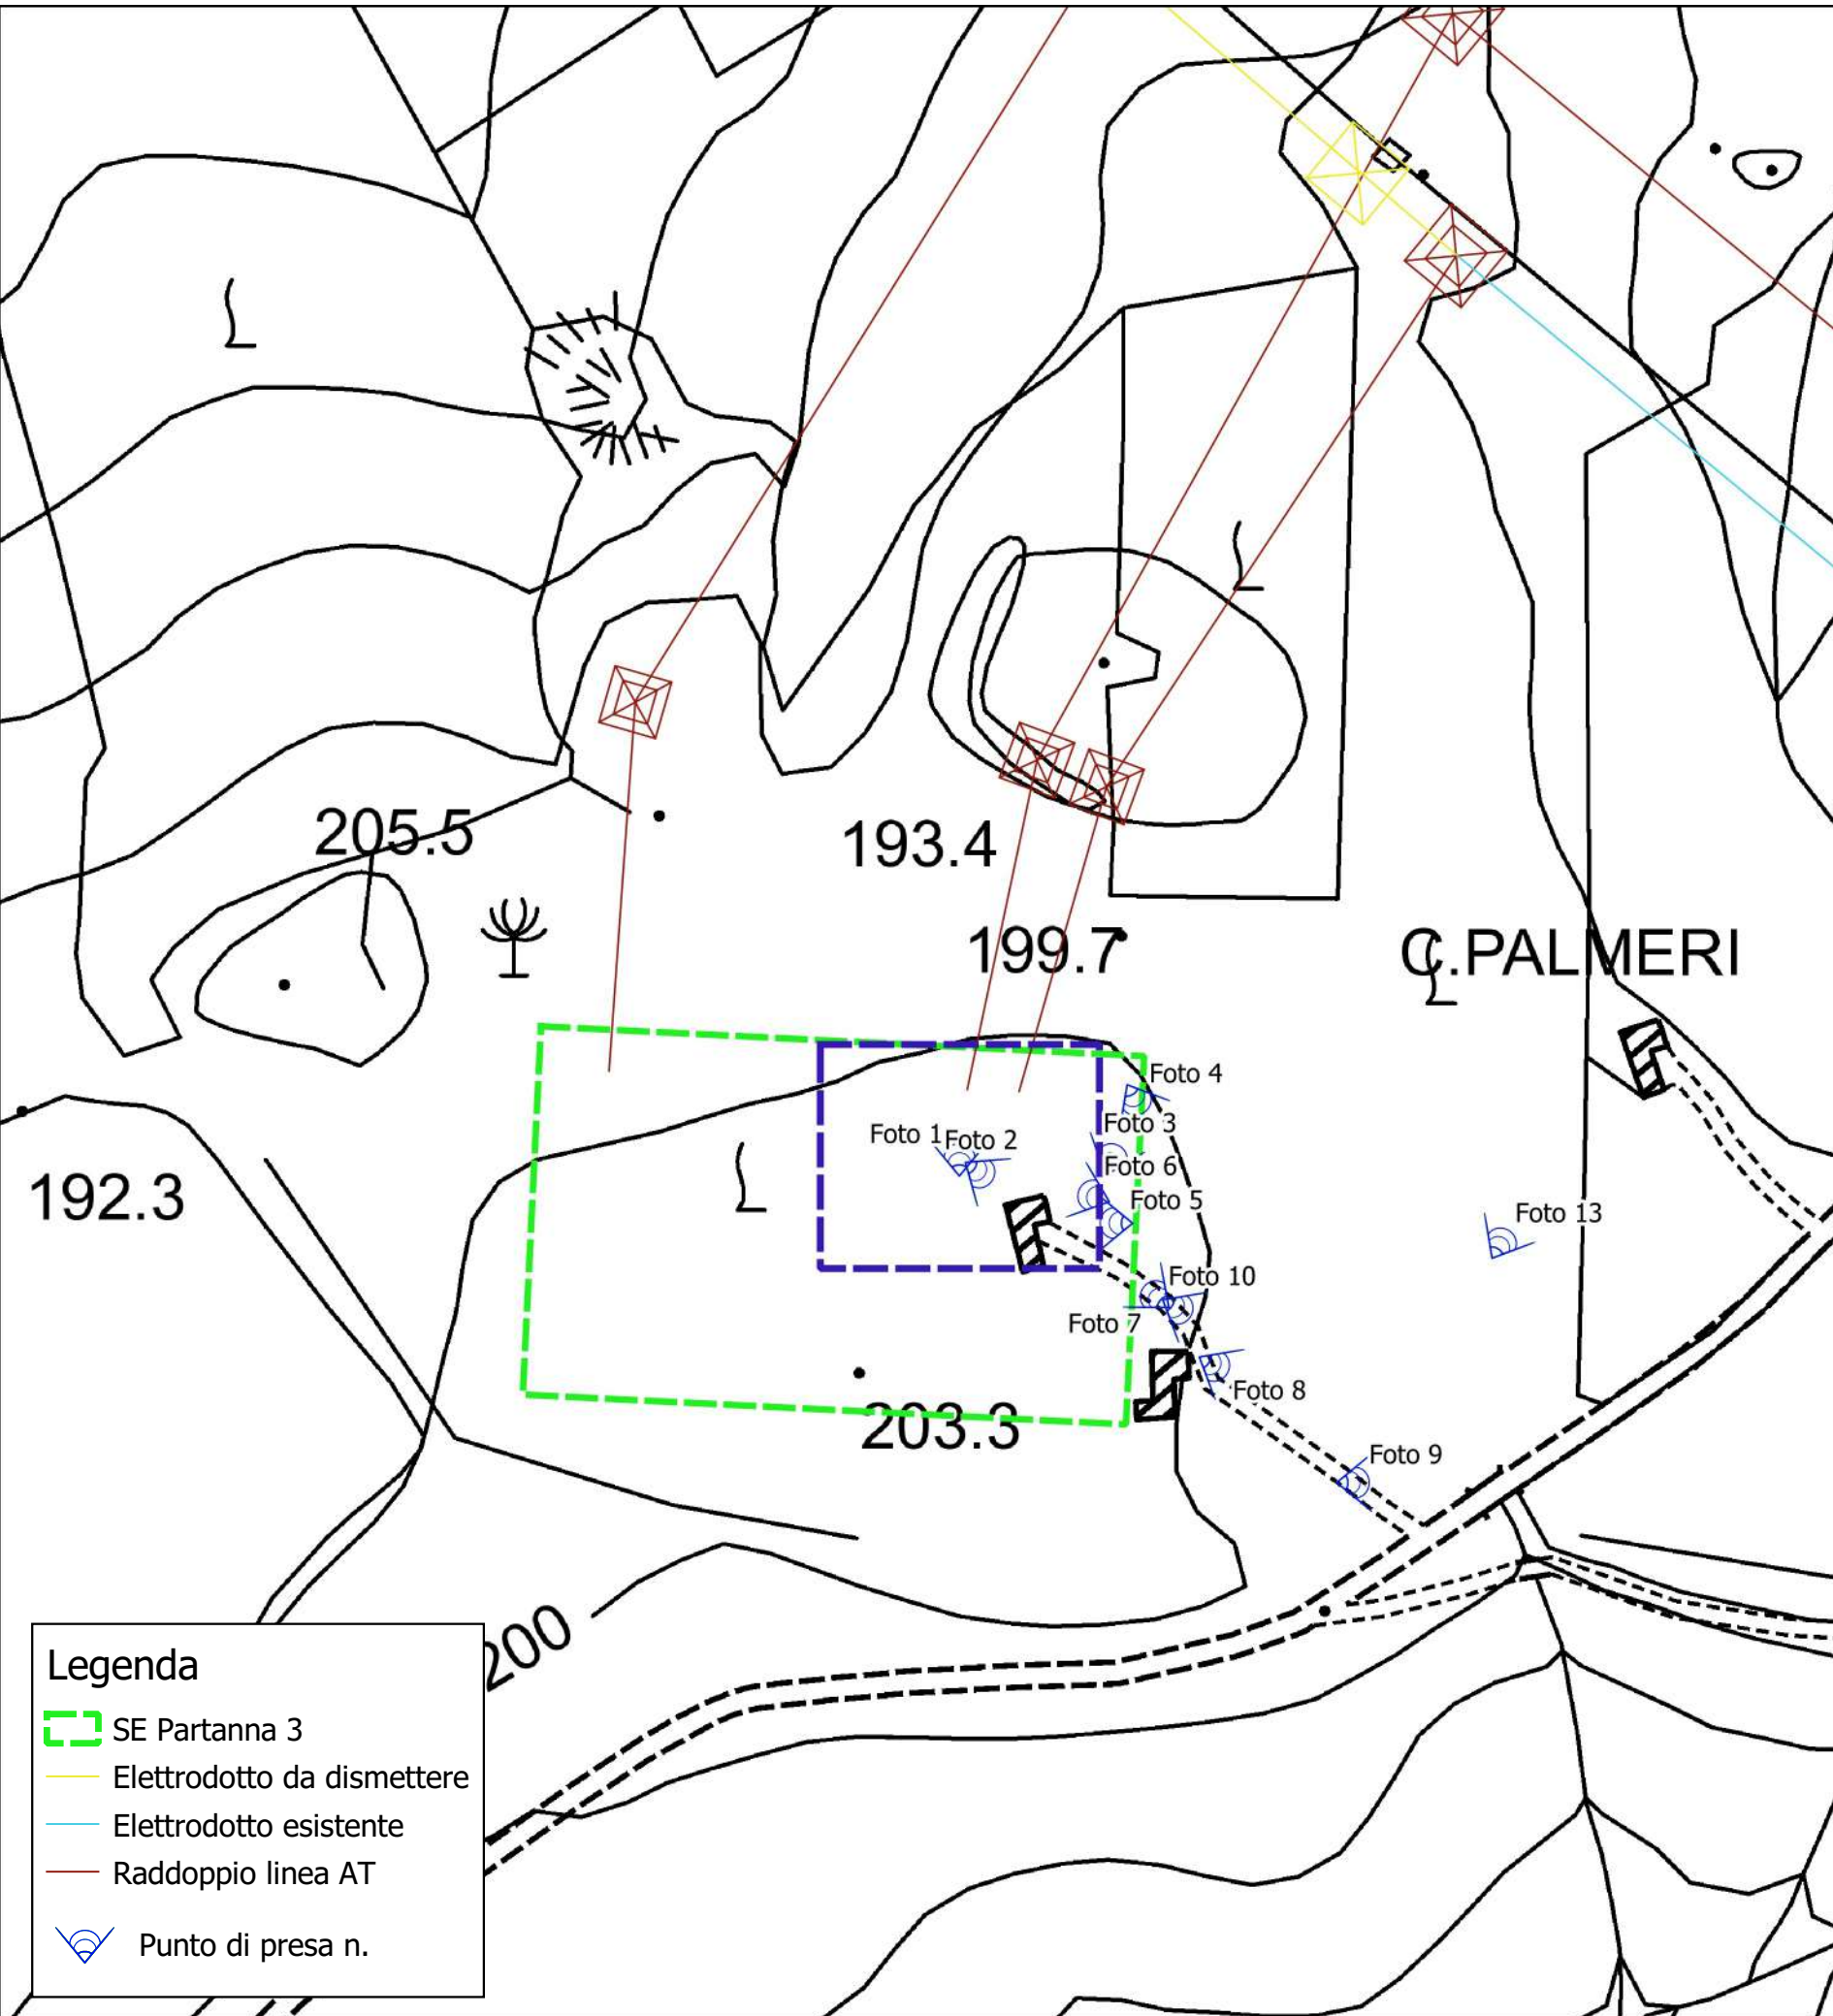 205.5
193.4
199.7
C.PALMERI
Foto 4
Foto 3
Foto 1
Foto 2
Foto 6
192.3
Foto 5
Foto 13
Foto 10
Foto 7
Foto 8
203.3
Foto 9
200
Legenda
SE Partanna 3
Elettrodotto da dismettere
Elettrodotto esistente
Raddoppio linea AT
Punto di presa n.